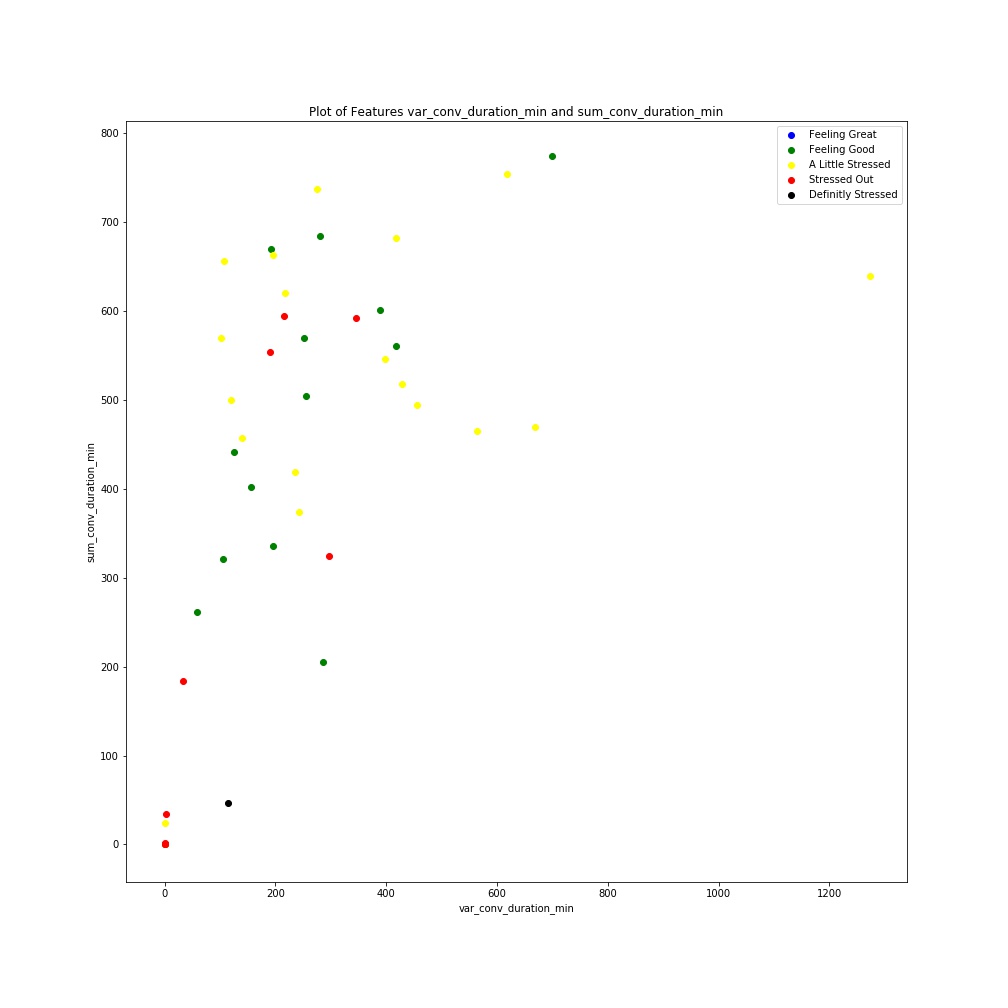 Plot of Features var_conv_duration_min and sum_conv_duration_min
Feeling Great
Feeling Good
A Little Stressed
Stressed Out
Definitly Stressed
sum_conv_duration_min
800
700
600
500
400
300
200
100
0
0 200 400 600 800 1000 1200
var_conv_duration_min